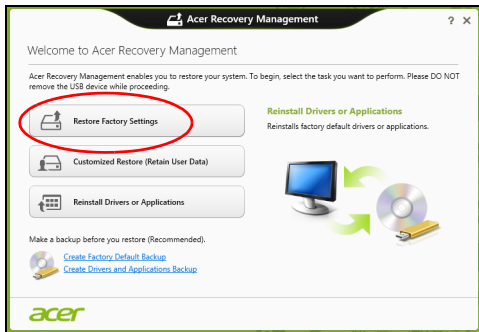 Acer Recovery Management
? ×
Welcome to Acer Recovery Management
Acer Recovery Management enables you to restore your system. To begin, select the task you want to perform. Please DO NOT
remove the USB device while proceeding.
Restore Factory Settings
Customized Restore (Retain User Data)
Reinstall Drivers or Applications
Reinstall Drivers or Applications
Reinstalls factory default drivers or applications.
Make a backup before you restore (Recommended).
Create Factory Default Backup
Create Drivers and Applications Backup
acer